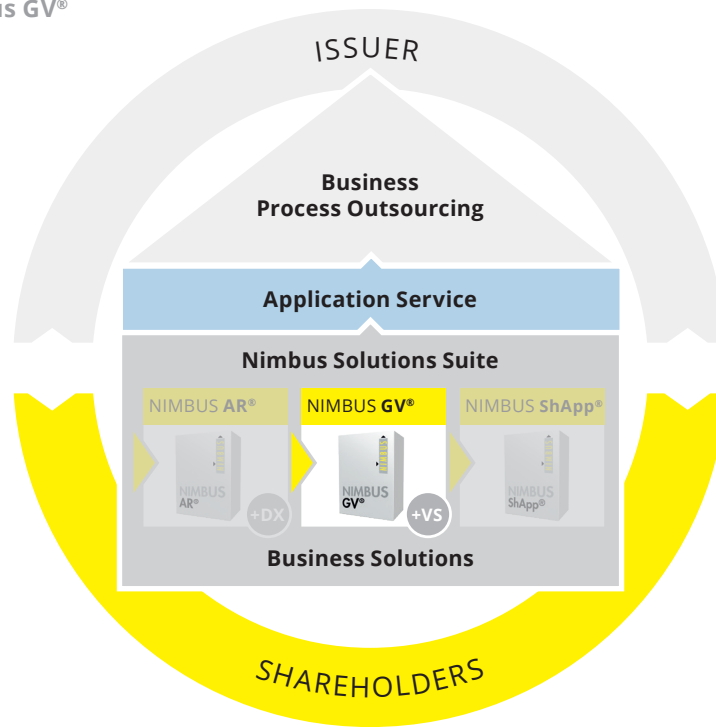 us GV®
ISSUER
Business
Process Outsourcing
Application Service
Nimbus Solutions Suite
NIMBUS AR®
NIMBUS GV®
NIMBUS ShApp®
NIMBUS
AR®
+DX
NIMBUS
GV®
+VS
NIMBUS
ShApp®
Business Solutions
SHAREHOLDERS